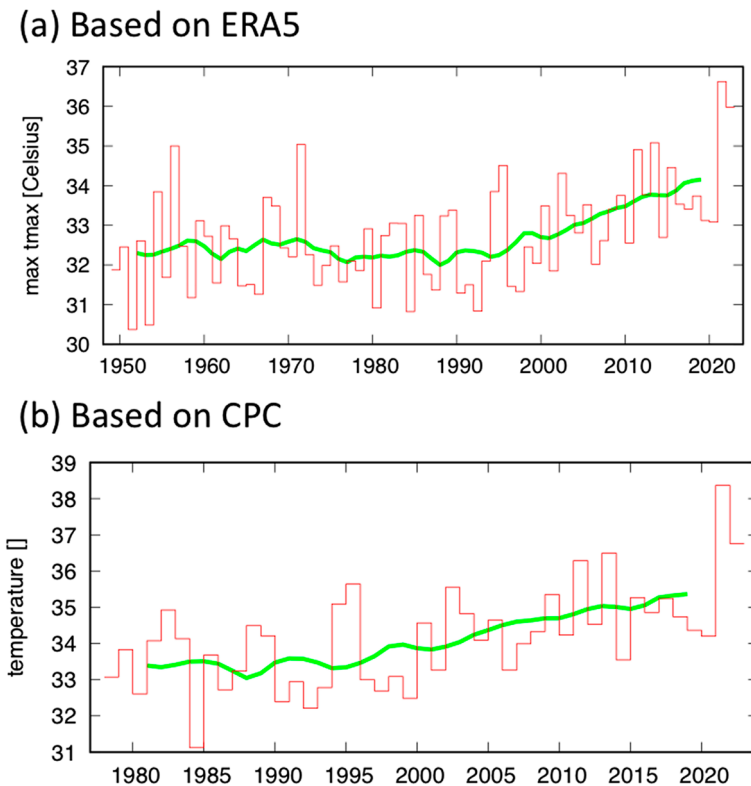 (a) Based on ERA5
37
36
35
34
33
32
31
30
max tmax [Celsius]
1950 1960 1970 1980 1990 2000 2010 2020
(b) Based on CPC
39
38
37
36
35
34
33
32
31
temperature []
1980 1985 1990 1995 2000 2005 2010 2015 2020